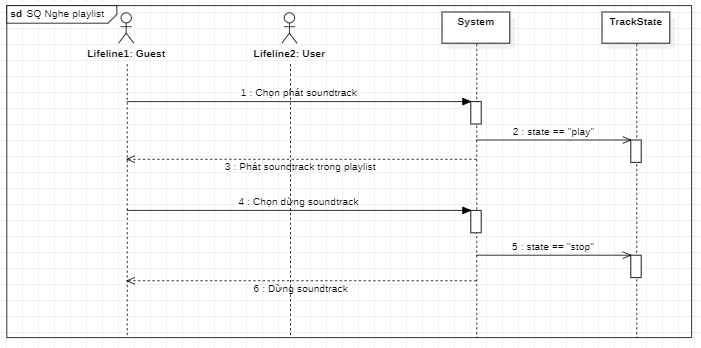 sd SQ Nghe playlist
System
TrackState
Lifeline1: Guest
Lifeline2: User
1 : Chọn phát soundtrack
2 : state == "play"
3 : Phát soundtrack trong playlist
4 : Chọn dừng soundtrack
5 : state == "stop"
6 : Dừng soundtrack